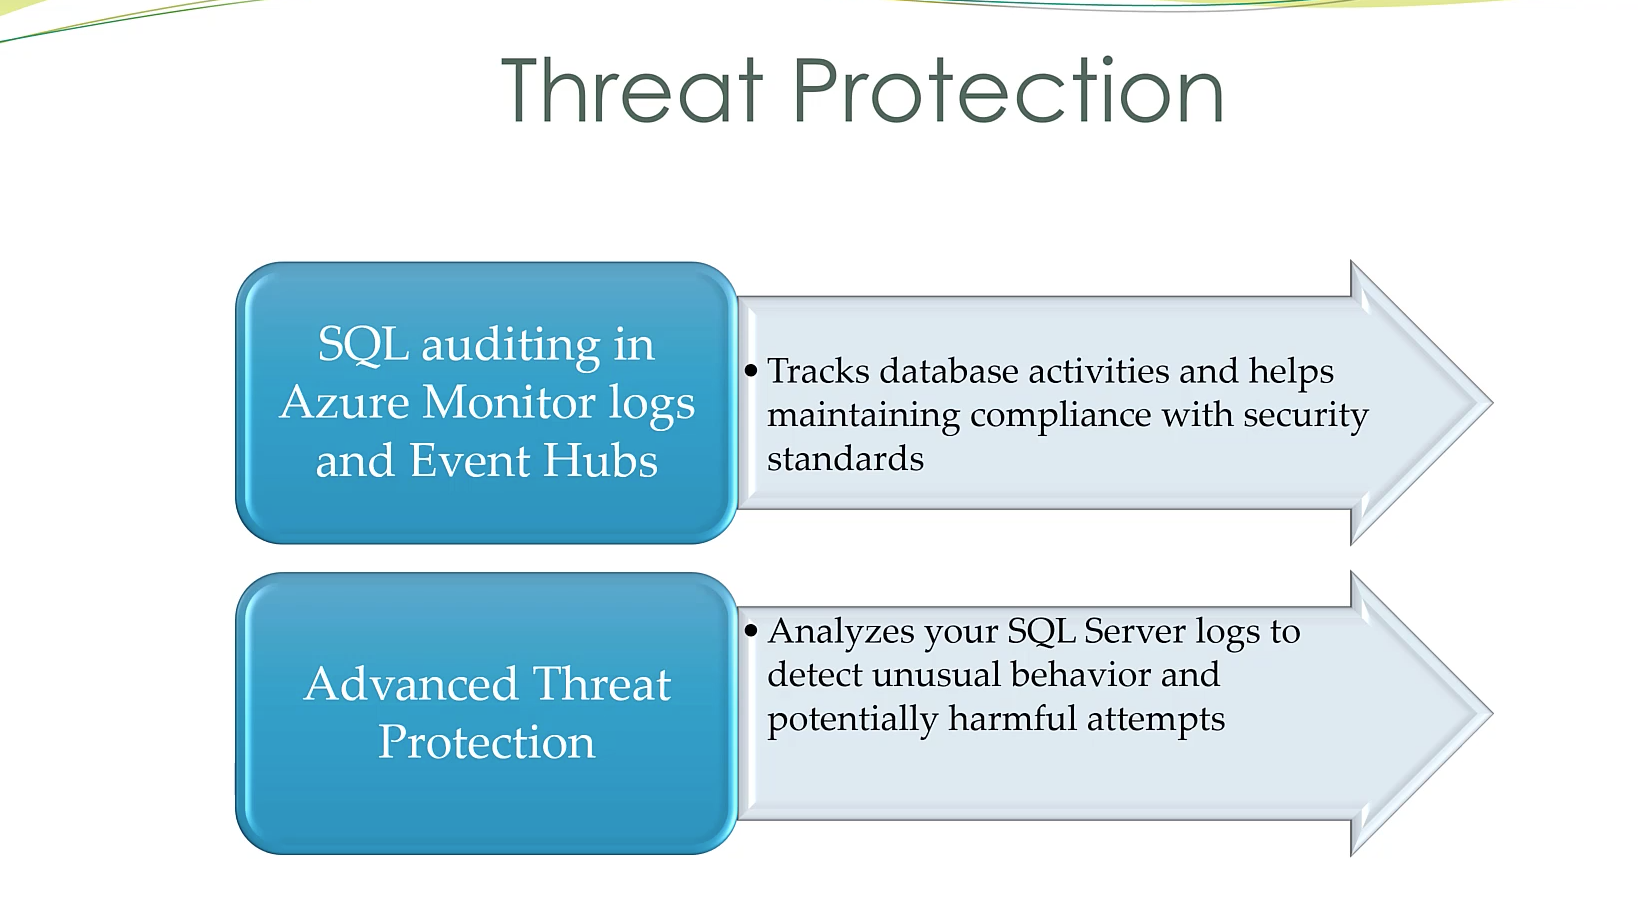 Threat Protection
SQL auditing in
Azure Monitor logs
and Event Hubs
• Tracks database activities and helps
maintaining compliance with security
standards
Advanced Threat
Protection
• Analyzes your SQL Server logs to
detect unusual behavior and
potentially harmful attempts